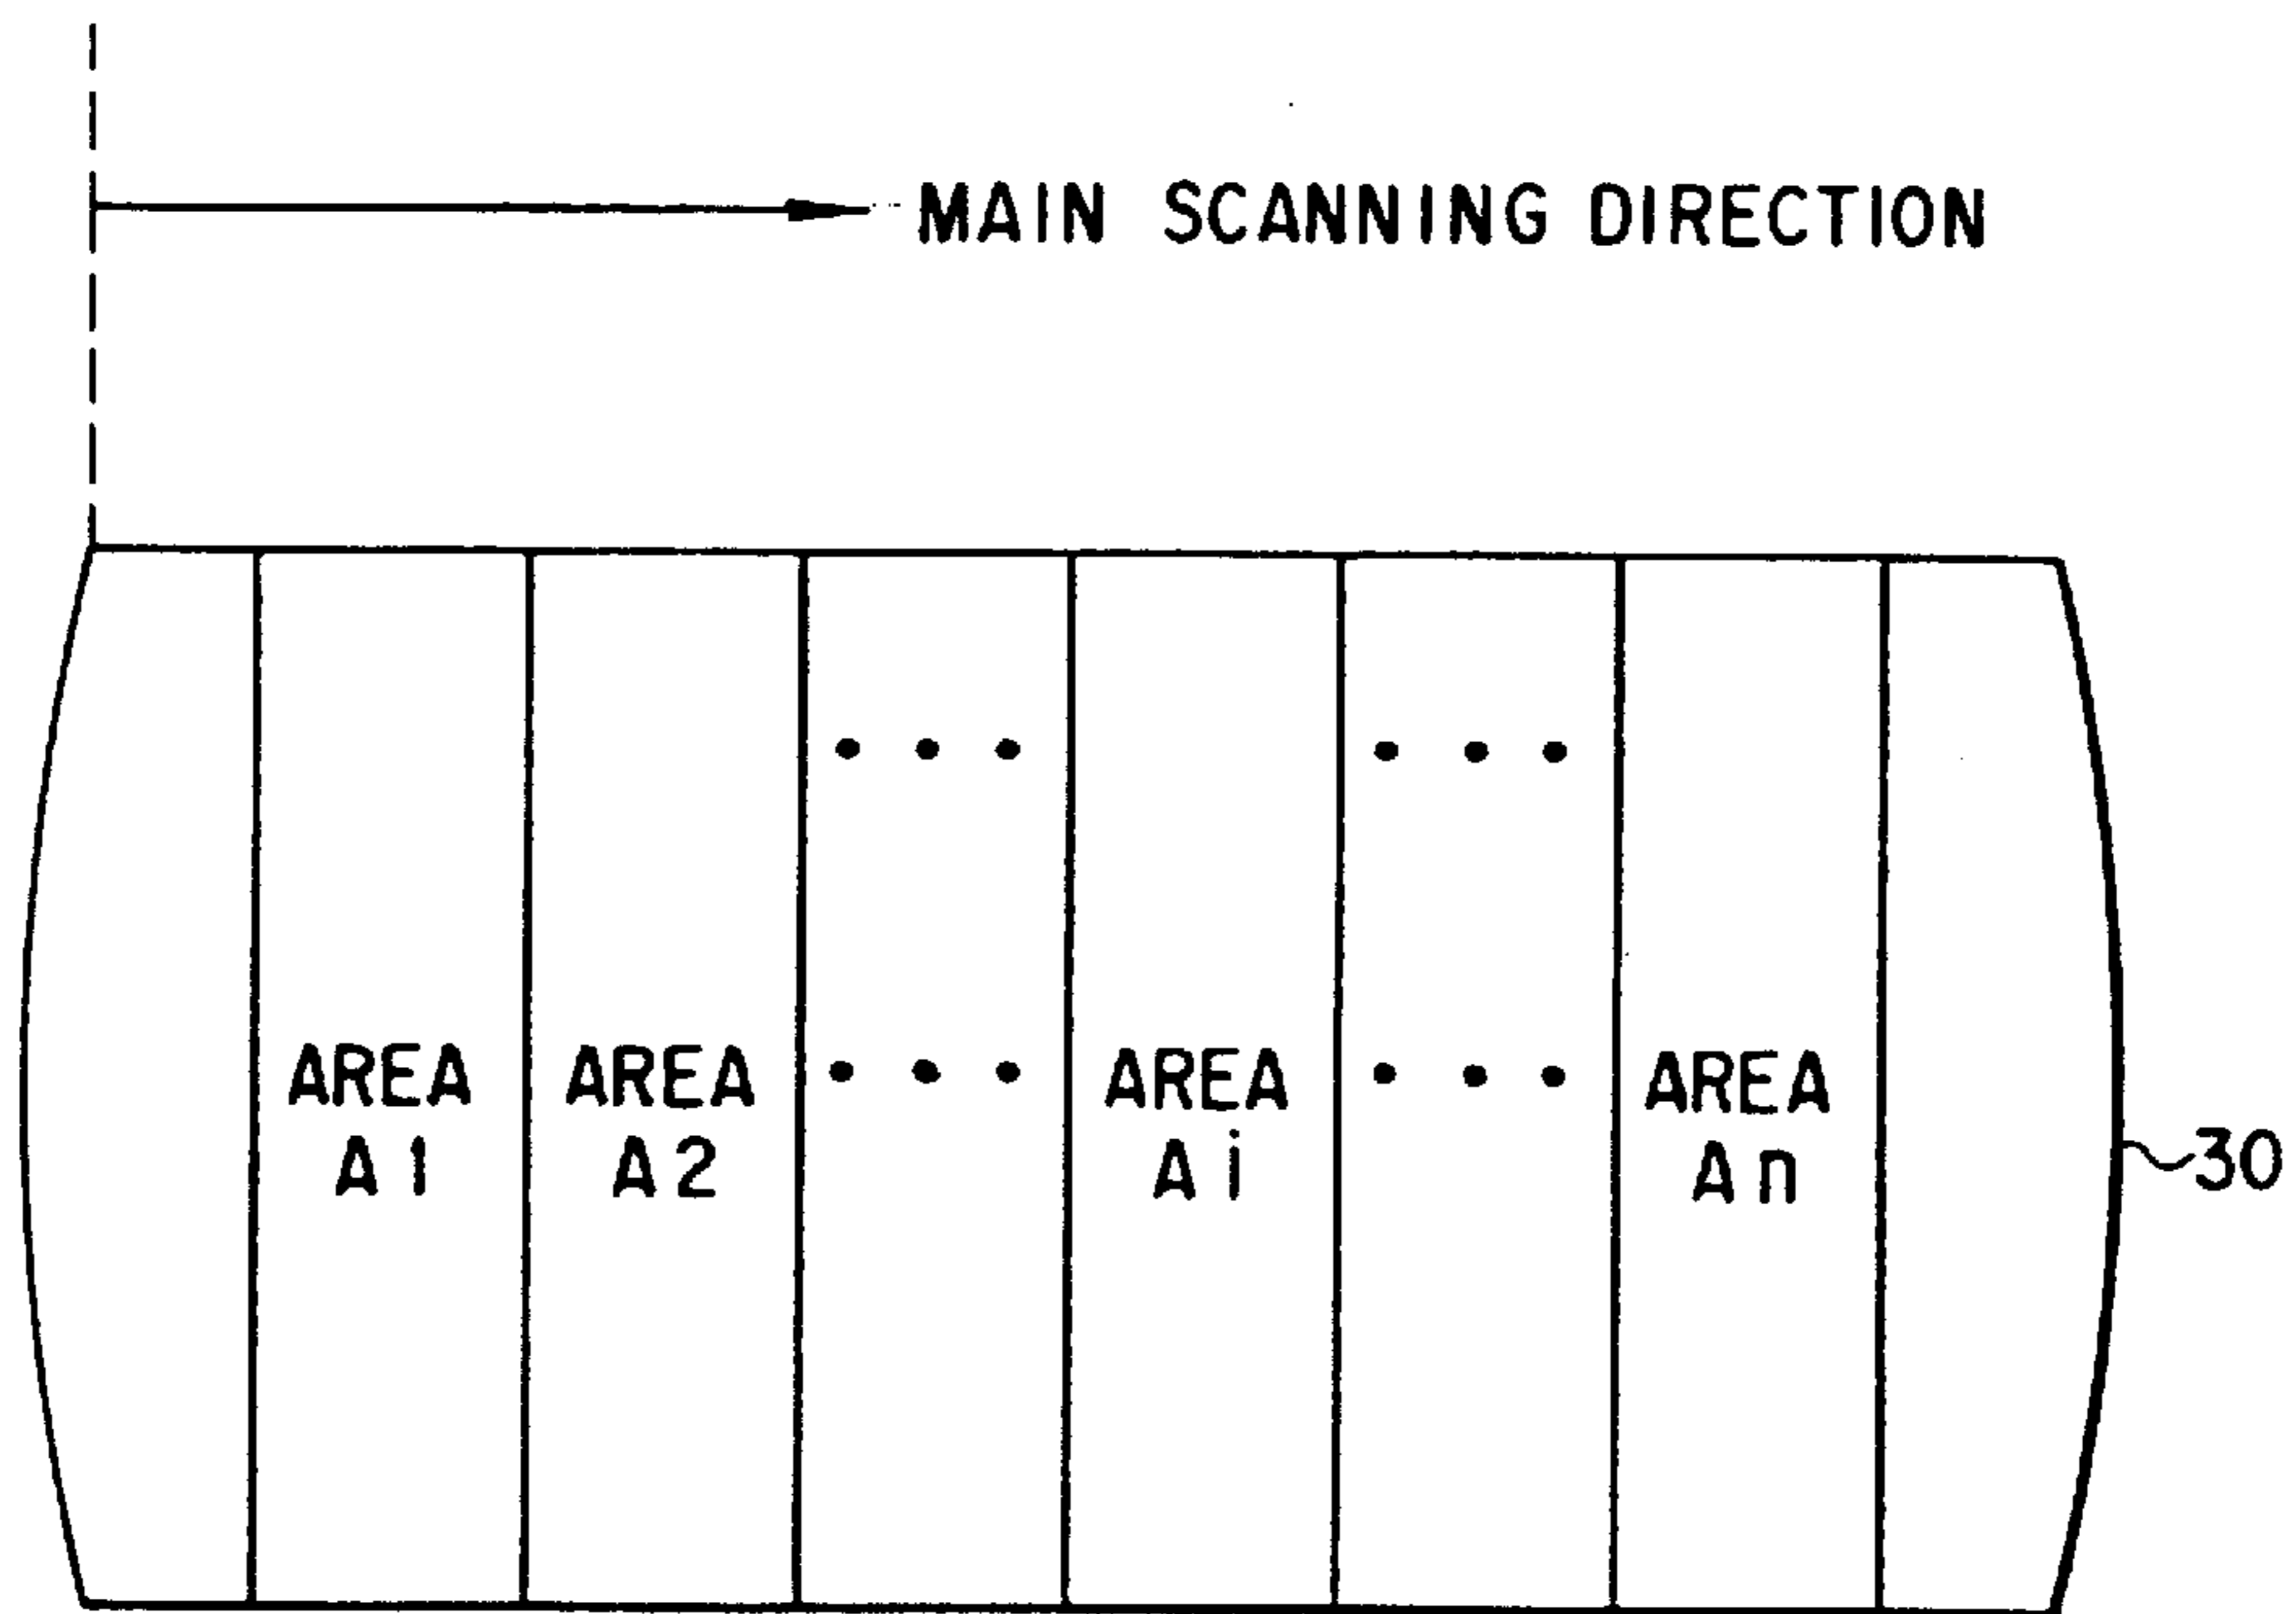 MAIN SCANNING DIRECTION
• • • • • •
AREA AREA • • • AREA • • • AREA
A1 A2 Ai An
30